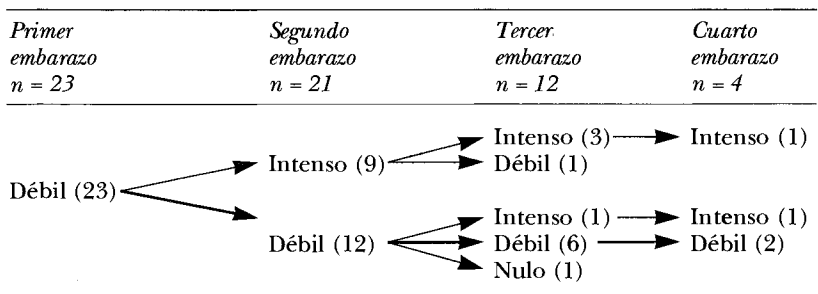 Primer Segundo Tercer Cuarto
embarazo embarazo embarazo embarazo
n = 23 n = 21 n = 12 n = 4
Intenso (3) Intenso (1)
Intenso (9) Débil (1)
Débil (23)
Intenso (1) Intenso (1)
Débil (12) Débil (6) Débil (2)
Nulo (1)